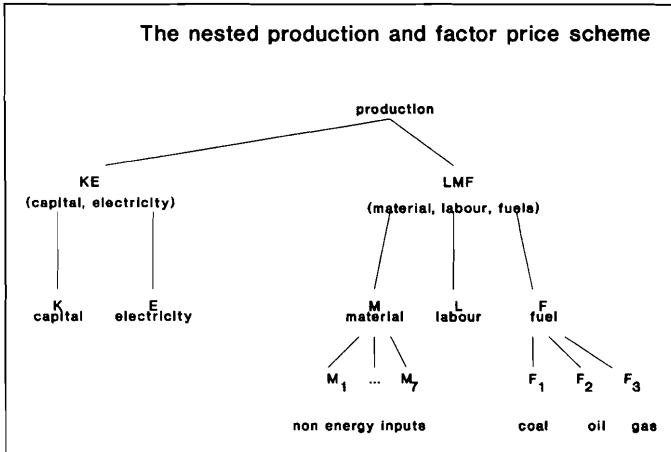 The nested production and factor price scheme
production
KE LMF
(capital, electricity) (material, labour, fuels)
K E M L F
capital electricity material labour fuel
M1 ... M7 F1 F2 F3
non energy inputs coal oil gas